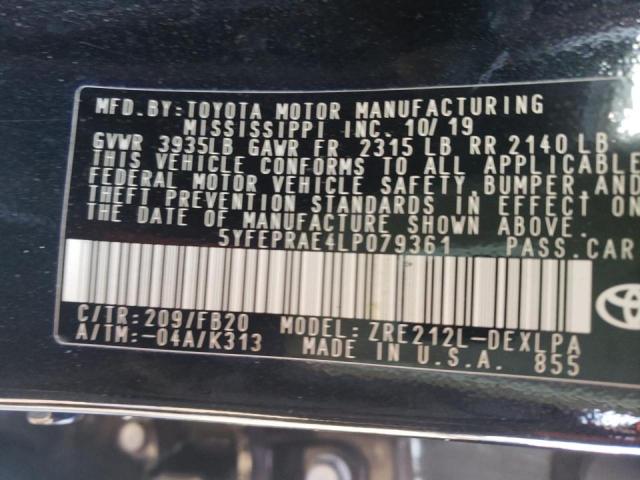 MFD. BY: TOYOTA MOTOR MANUFACTURING
MISSISSIPPI INC. 10/19
GVWR 3935LB GAWR FR 2315 LB RR 2140 LB
THIS VEHICLE CONFORMS TO ALL APPLICABLE
FEDERAL MOTOR VEHICLE SAFETY, BUMPER, AND
THEFT PREVENTION STANDARDS IN EFFECT ON
THE DATE OF MANUFACTURE SHOWN ABOVE.
5YFEPRAE4LP079361 PASS. CAR
C/TR: 209/FB20 MODEL: ZRE212L-DEXLPA
A/TM: -04A/K313 MADE IN U.S.A. 855